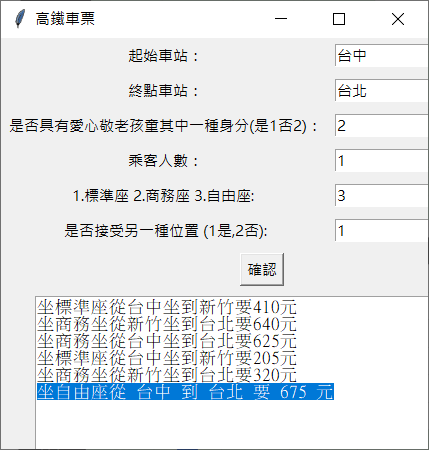 高鐵車票
起始車站： 台中
終點車站： 台北
是否具有愛心敬老孩童其中一種身分(是1否2)： 2
乘客人數： 1
1.標準座 2.商務座 3.自由座: 3
是否接受另一種位置 (1是,2否): 1
確認
坐標準座從台中坐到新竹要410元
坐商務坐從新竹坐到台北要640元
坐商務坐從台中坐到台北要625元
坐標準座從台中坐到新竹要205元
坐商務坐從新竹坐到台北要320元
坐自由座從 台中 到 台北 要 675 元